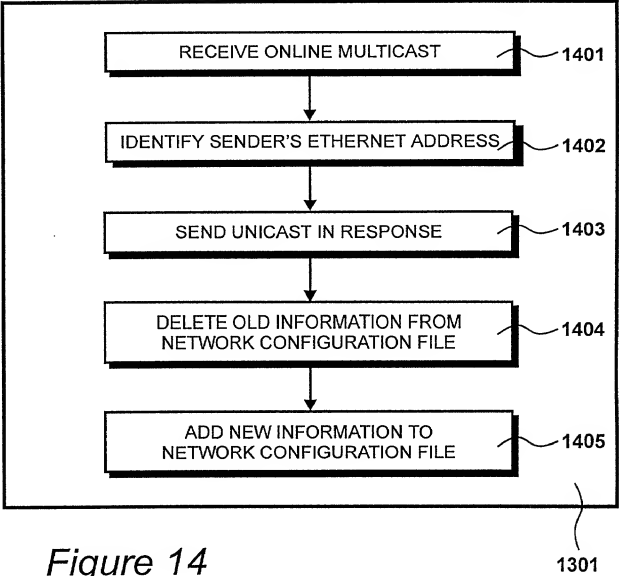 RECEIVE ONLINE MULTICAST
1401
IDENTIFY SENDER'S ETHERNET ADDRESS
1402
SEND UNICAST IN RESPONSE
1403
DELETE OLD INFORMATION FROM
NETWORK CONFIGURATION FILE
1404
ADD NEW INFORMATION TO
NETWORK CONFIGURATION FILE
1405
Figure 14
1301